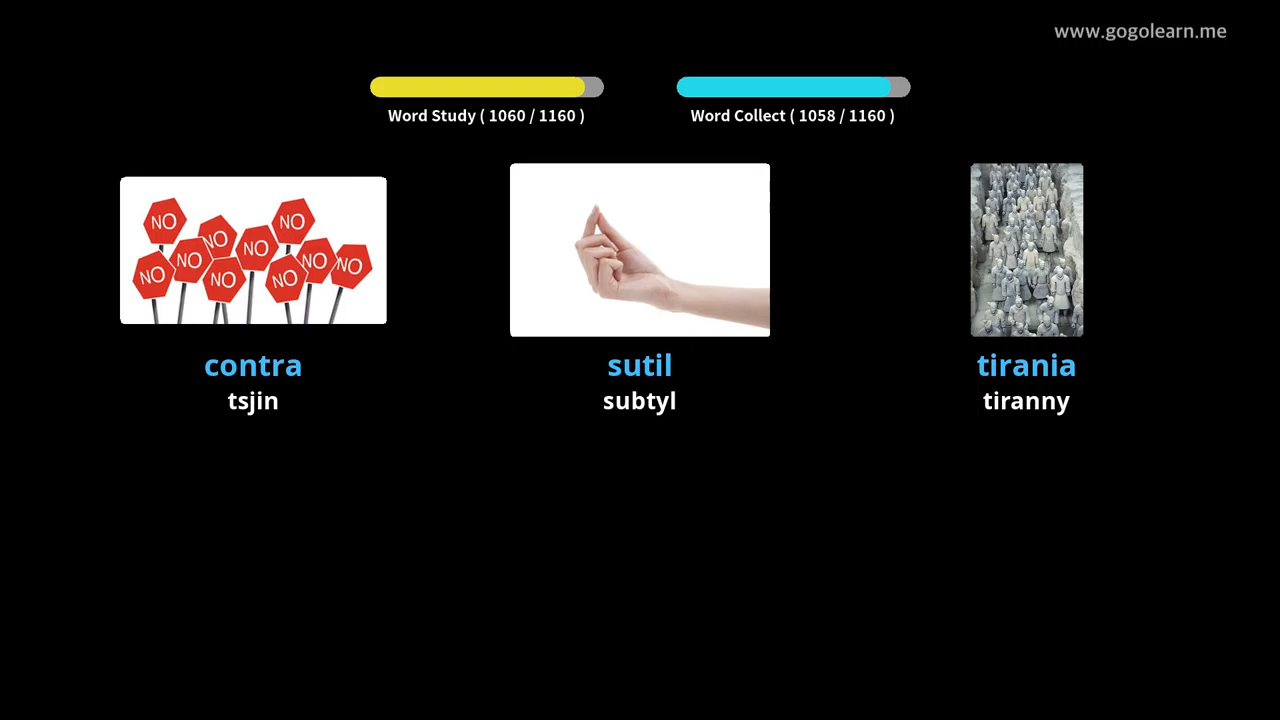 www.gogolearn.me
Word Study ( 1060 / 1160 )
Word Collect ( 1058 / 1160 )
NO
NO
NO
NO
NO
NO
NO
NO
NO
NO
contra
tsjin
sutil
subtyl
tirania
tiranny